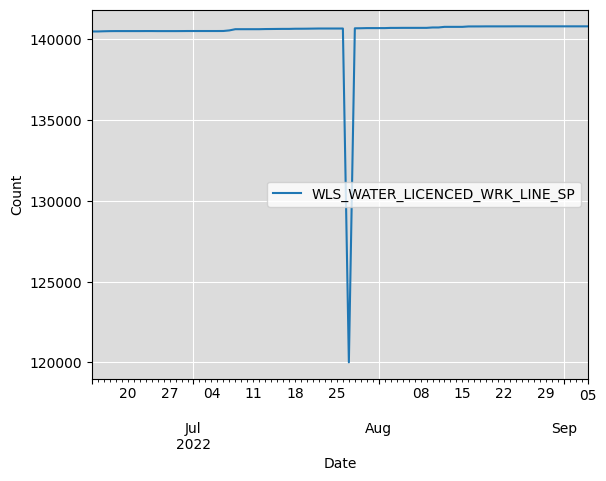 140000
135000
130000
125000
120000
Count
WLS_WATER_LICENCED_WRK_LINE_SP
20 27 04 11 18 25 08 15 22 29 05
Jul Aug Sep
2022
Date